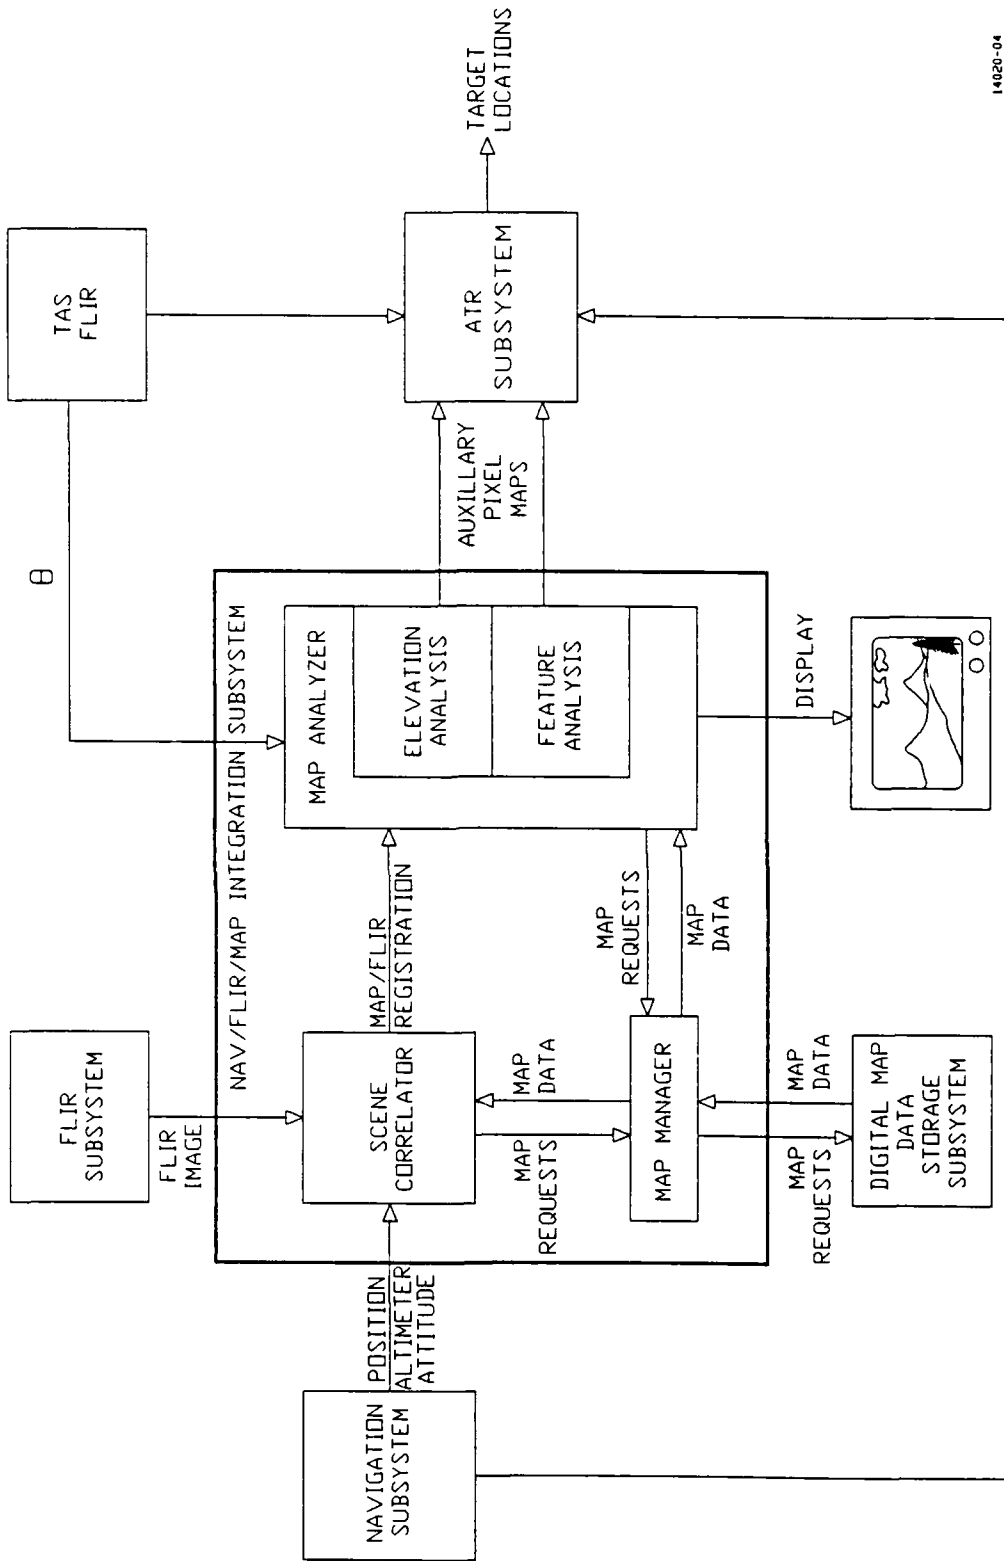 FLIR
SUBSYSTEM
TAS
FLIR
FLIR
IMAGE
θ
NAV/FLIR/MAP INTEGRATION SUBSYSTEM
NAVIGATION
SUBSYSTEM
POSITION
ALTIMETER
ATTITUDE
SCENE
CORRELATOR
MAP/FLIR
REGISTRATION
MAP ANALYZER
ELEVATION
ANALYSIS
FEATURE
ANALYSIS
AUXILLARY
PIXEL
MAPS
ATR
SUBSYSTEM
TARGET
LOCATIONS
MAP
REQUESTS
MAP
DATA
MAP
REQUESTS
MAP
DATA
MAP MANAGER
MAP
REQUESTS
MAP
DATA
DIGITAL MAP
DATA
STORAGE
SUBSYSTEM
DISPLAY
14020-04